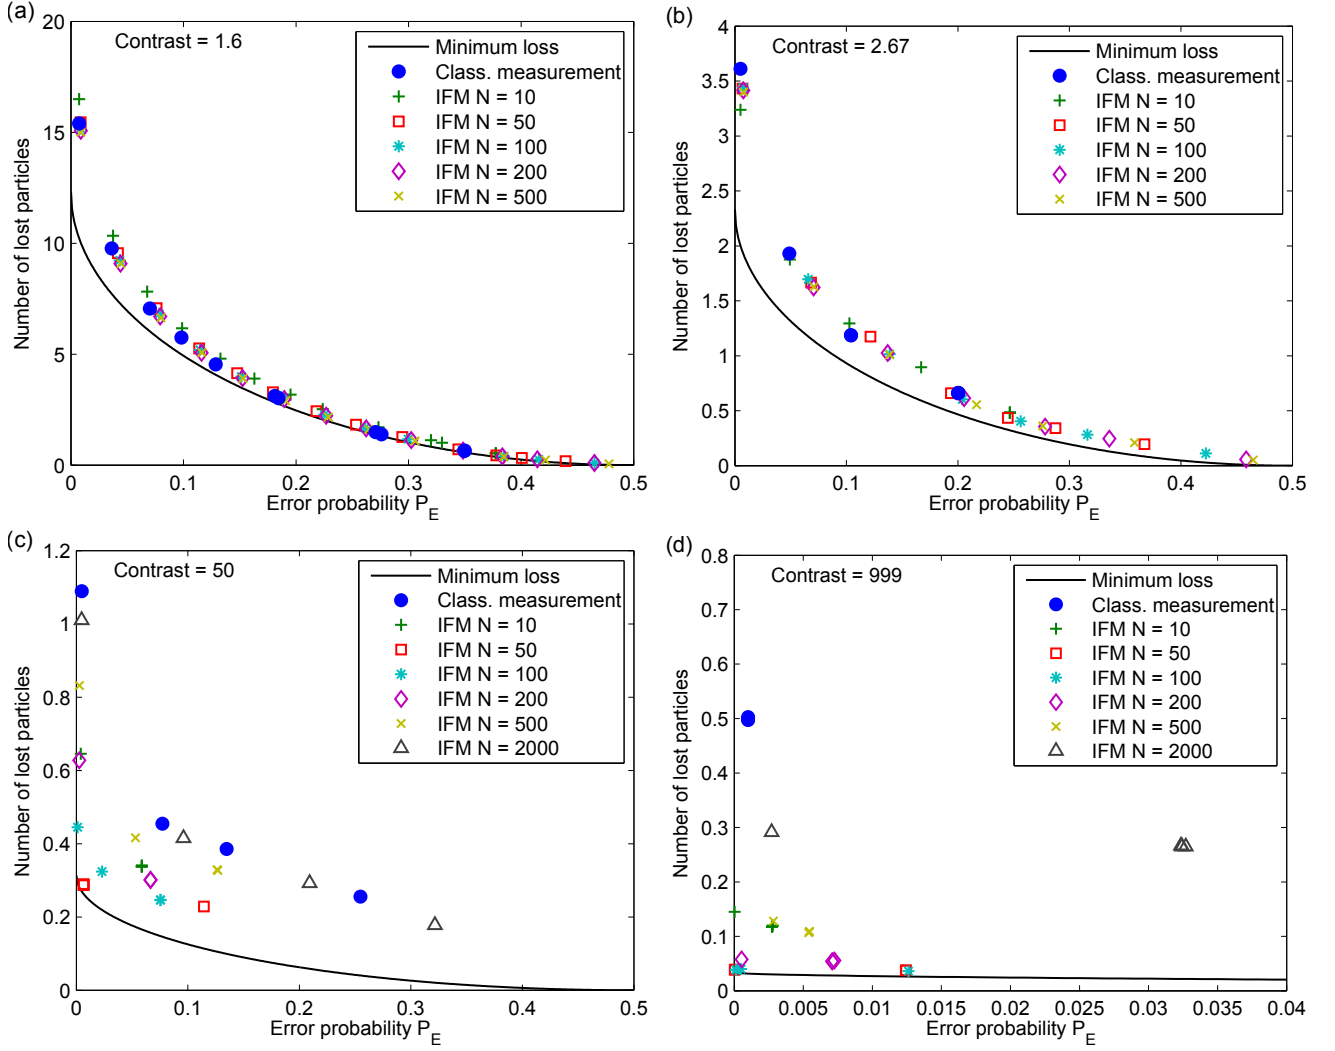 (a)
Contrast = 1.6
Minimum loss
Class. measurement
IFM N = 10
IFM N = 50
IFM N = 100
IFM N = 200
IFM N = 500
Number of lost particles
20
15
10
5
0
0 0.1 0.2 0.3 0.4 0.5
Error probability P_E
(b)
Contrast = 2.67
Minimum loss
Class. measurement
IFM N = 10
IFM N = 50
IFM N = 100
IFM N = 200
IFM N = 500
Number of lost particles
4
3.5
3
2.5
2
1.5
1
0.5
0
0 0.1 0.2 0.3 0.4 0.5
Error probability P_E
(c)
Contrast = 50
Minimum loss
Class. measurement
IFM N = 10
IFM N = 50
IFM N = 100
IFM N = 200
IFM N = 500
IFM N = 2000
Number of lost particles
1.2
1
0.8
0.6
0.4
0.2
0
0 0.1 0.2 0.3 0.4 0.5
Error probability P_E
(d)
Contrast = 999
Minimum loss
Class. measurement
IFM N = 10
IFM N = 50
IFM N = 100
IFM N = 200
IFM N = 500
IFM N = 2000
Number of lost particles
0.8
0.7
0.6
0.5
0.4
0.3
0.2
0.1
0
0 0.005 0.01 0.015 0.02 0.025 0.03 0.035 0.04
Error probability P_E